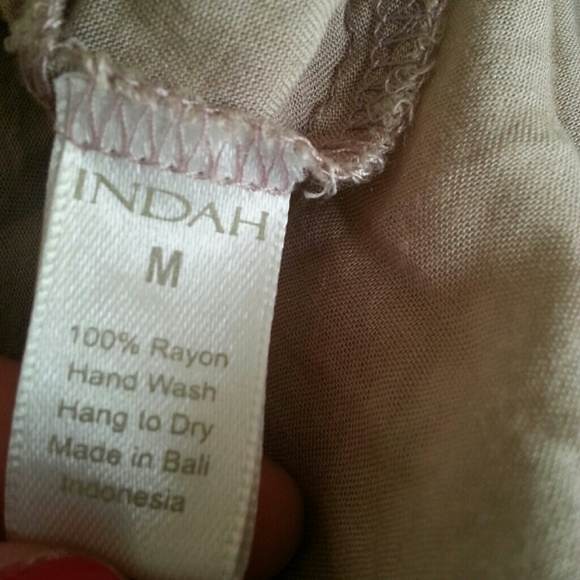 INDAH
M
100% Rayon
Hand Wash
Hang to Dry
Made in Bali
Indonesia